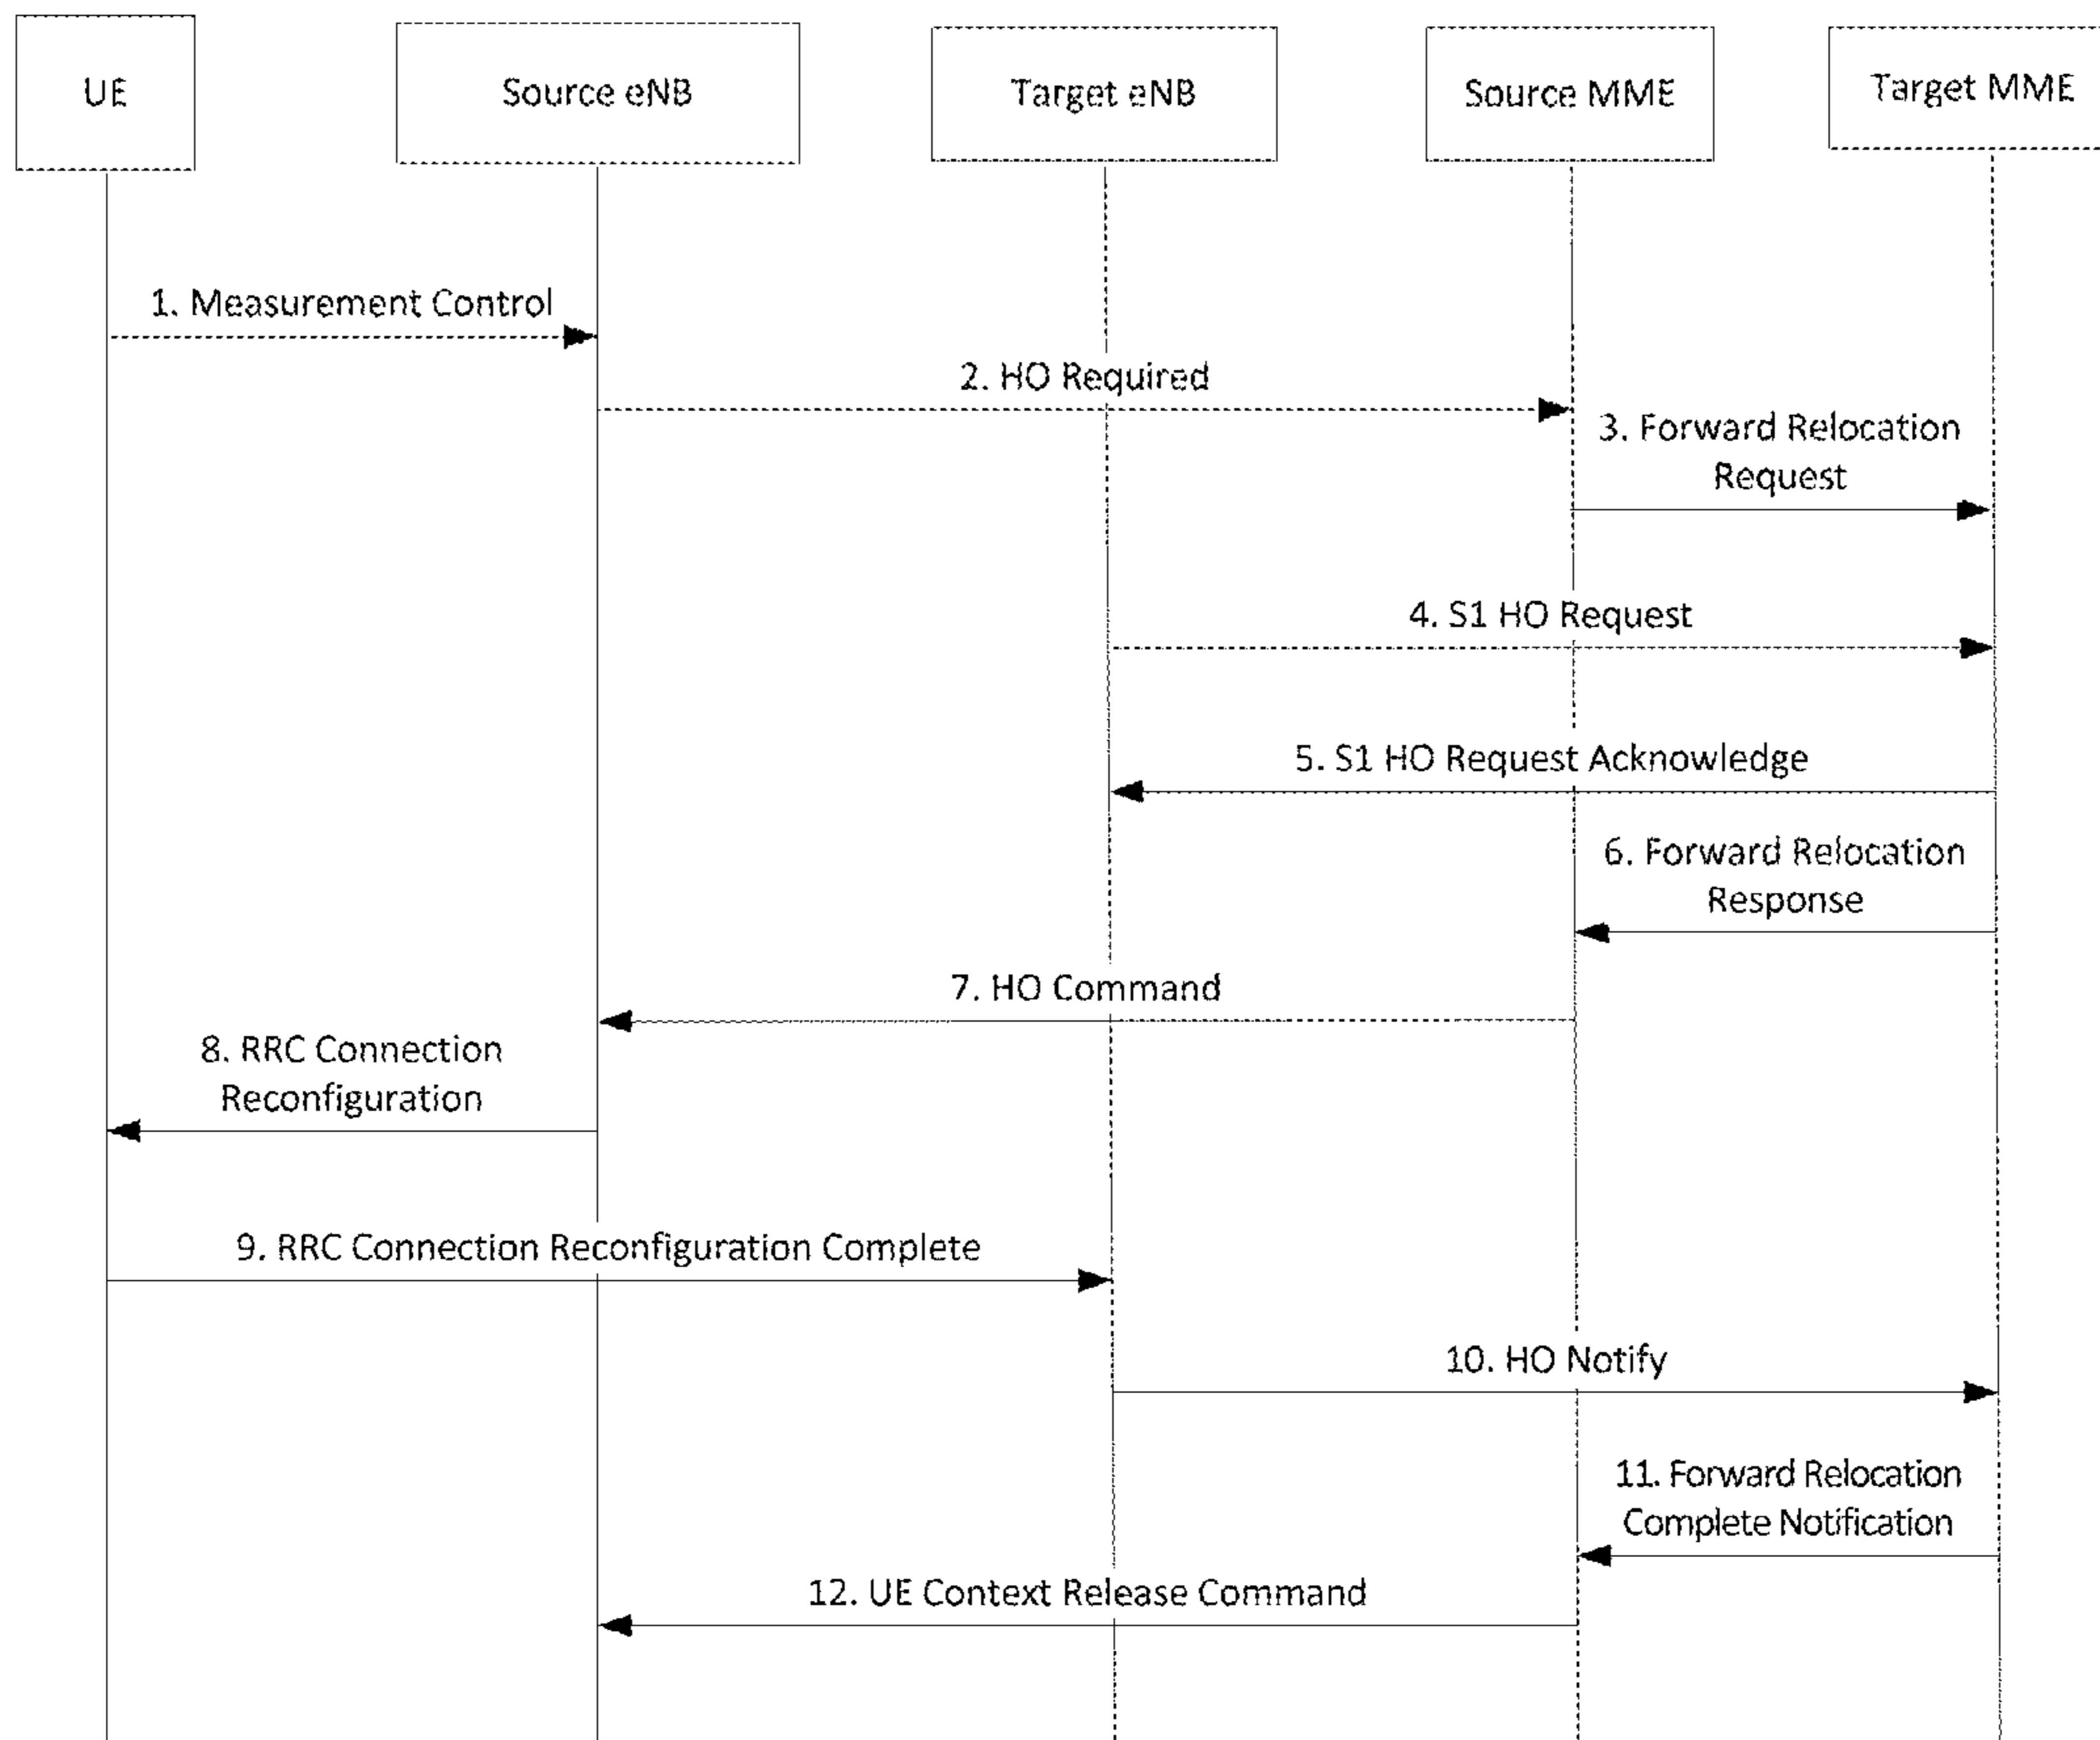 UE
Source eNB
Target eNB
Source MME
Target MME
1. Measurement Control
2. HO Required
3. Forward Relocation
Request
4. S1 HO Request
5. S1 HO Request Acknowledge
6. Forward Relocation
Response
7. HO Command
8. RRC Connection
Reconfiguration
9. RRC Connection Reconfiguration Complete
10. HO Notify
11. Forward Relocation
Complete Notification
12. UE Context Release Command